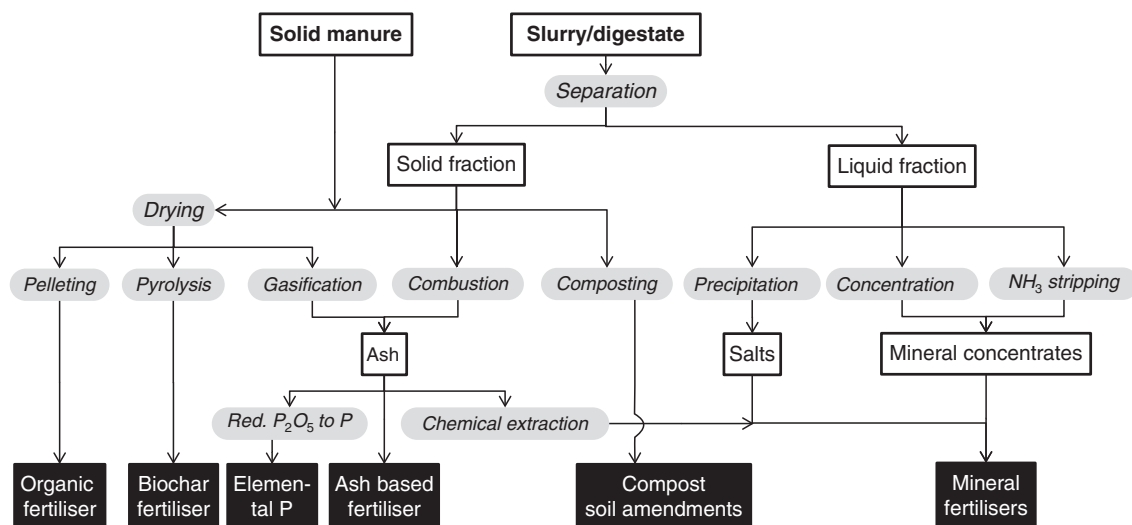 Solid manure
Slurry/digestate
Separation
Solid fraction
Liquid fraction
Drying
Pelleting
Pyrolysis
Gasification
Combustion
Composting
Precipitation
Concentration
NH₃ stripping
Ash
Salts
Mineral concentrates
Red. P₂O₅ to P
Chemical extraction
Organic
fertiliser
Biochar
fertiliser
Elemen-
tal P
Ash based
fertiliser
Compost
soil amendments
Mineral
fertilisers